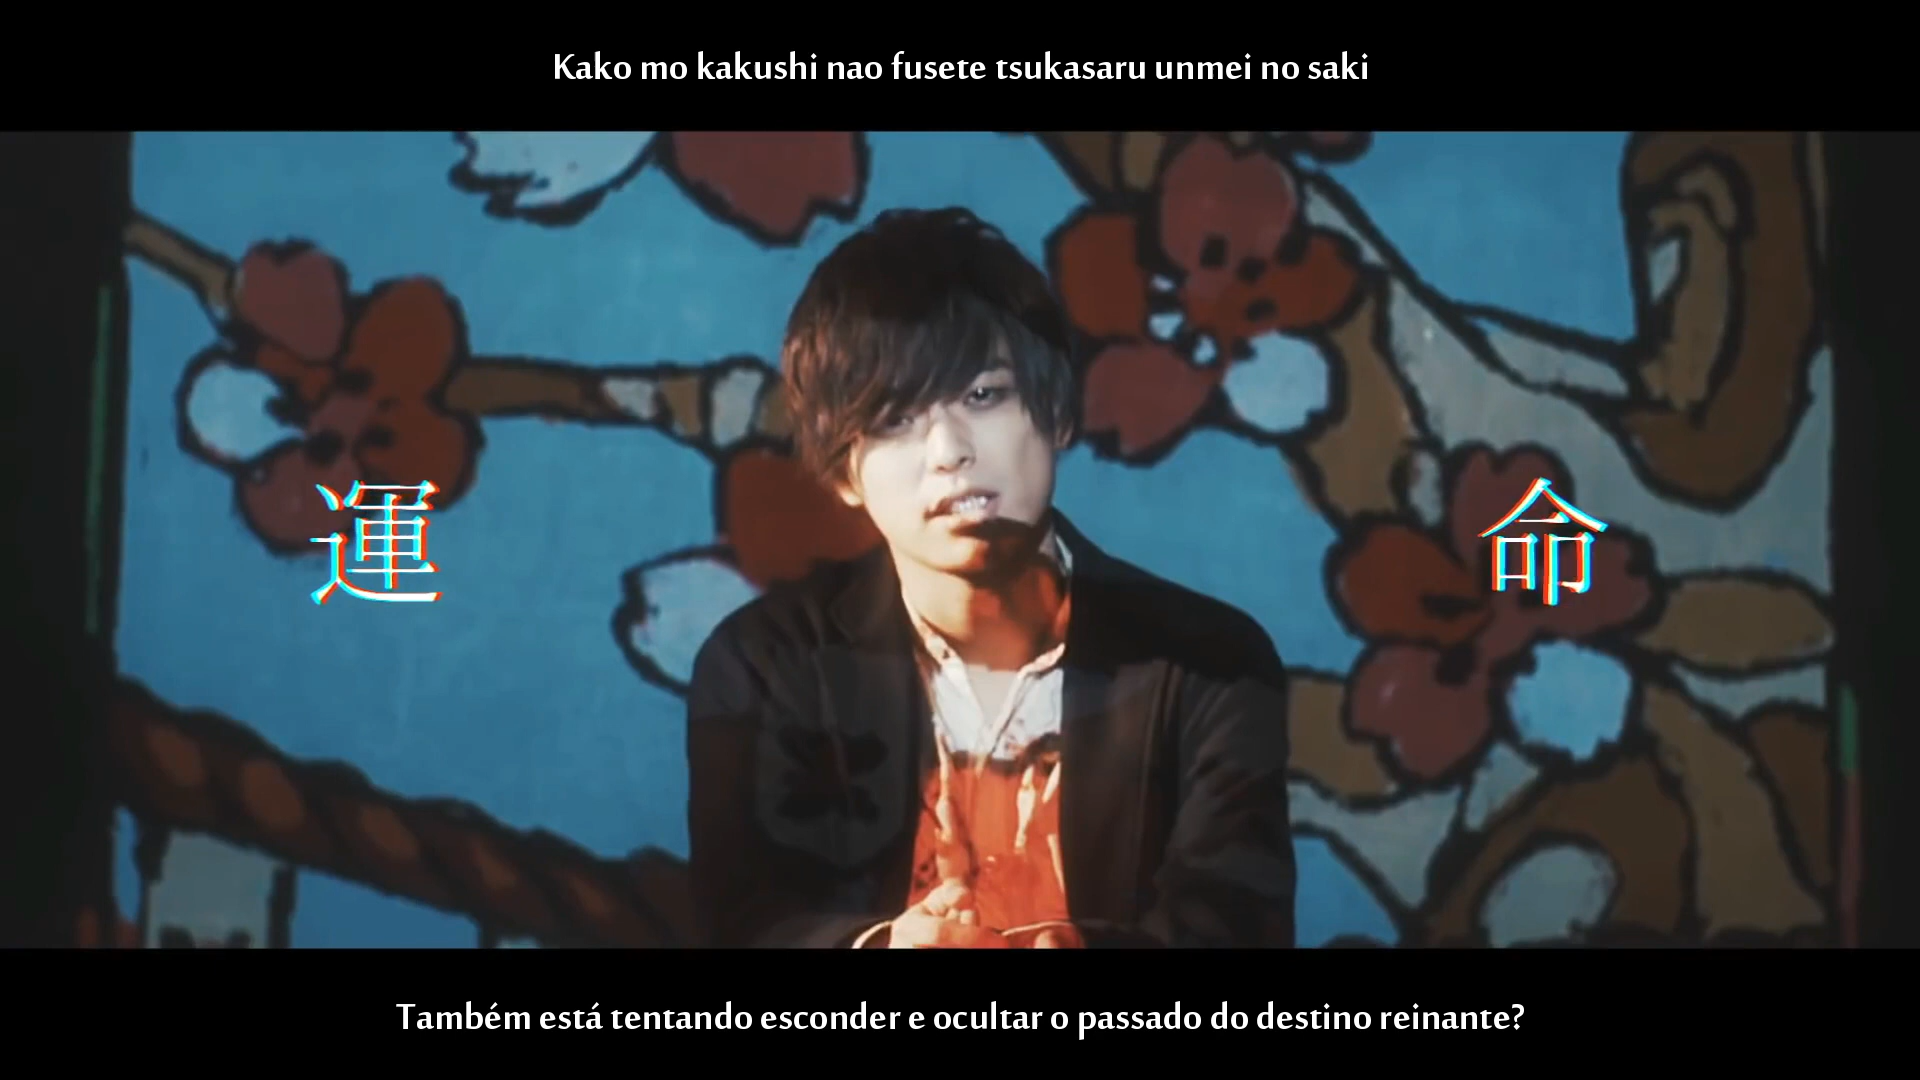 Kako mo kakushi nao fusete tsukasaru unmei no saki
運 命
Também está tentando esconder e ocultar o passado do destino reinante?